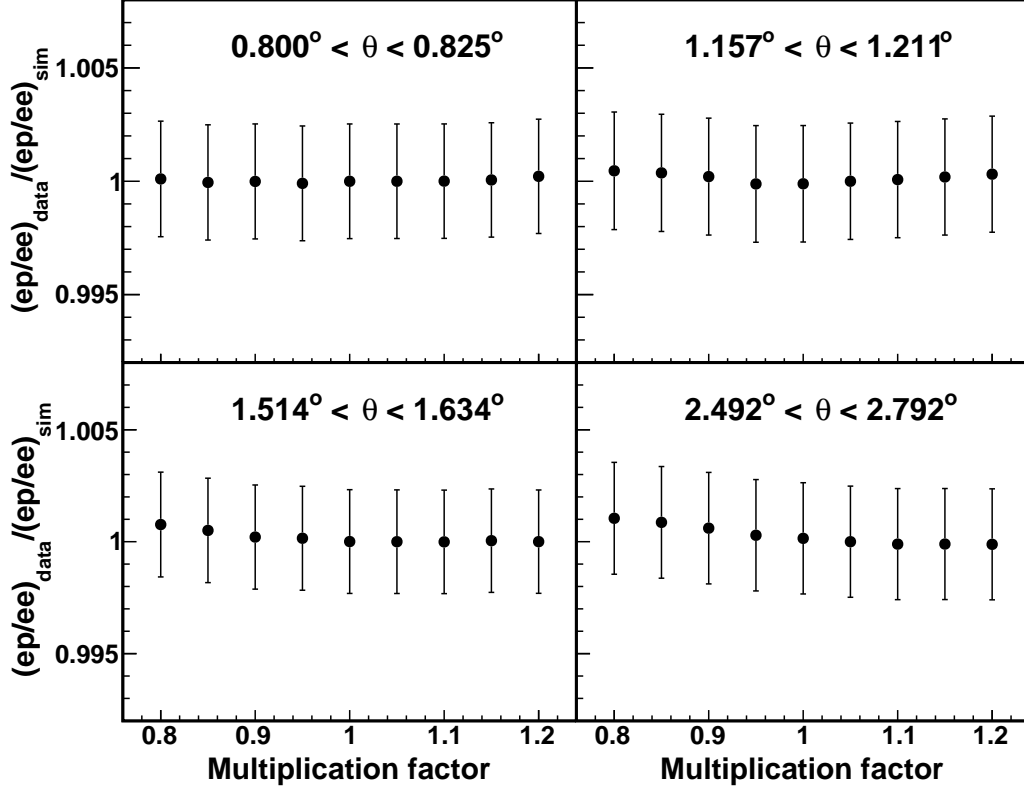 0.800° < θ < 0.825°
1.157° < θ < 1.211°
1.005
1
0.995
(ep/ee)data/(ep/ee)sim
1.514° < θ < 1.634°
2.492° < θ < 2.792°
1.005
1
0.995
(ep/ee)data/(ep/ee)sim
0.8 0.9 1 1.1 1.2
0.8 0.9 1 1.1 1.2
Multiplication factor
Multiplication factor